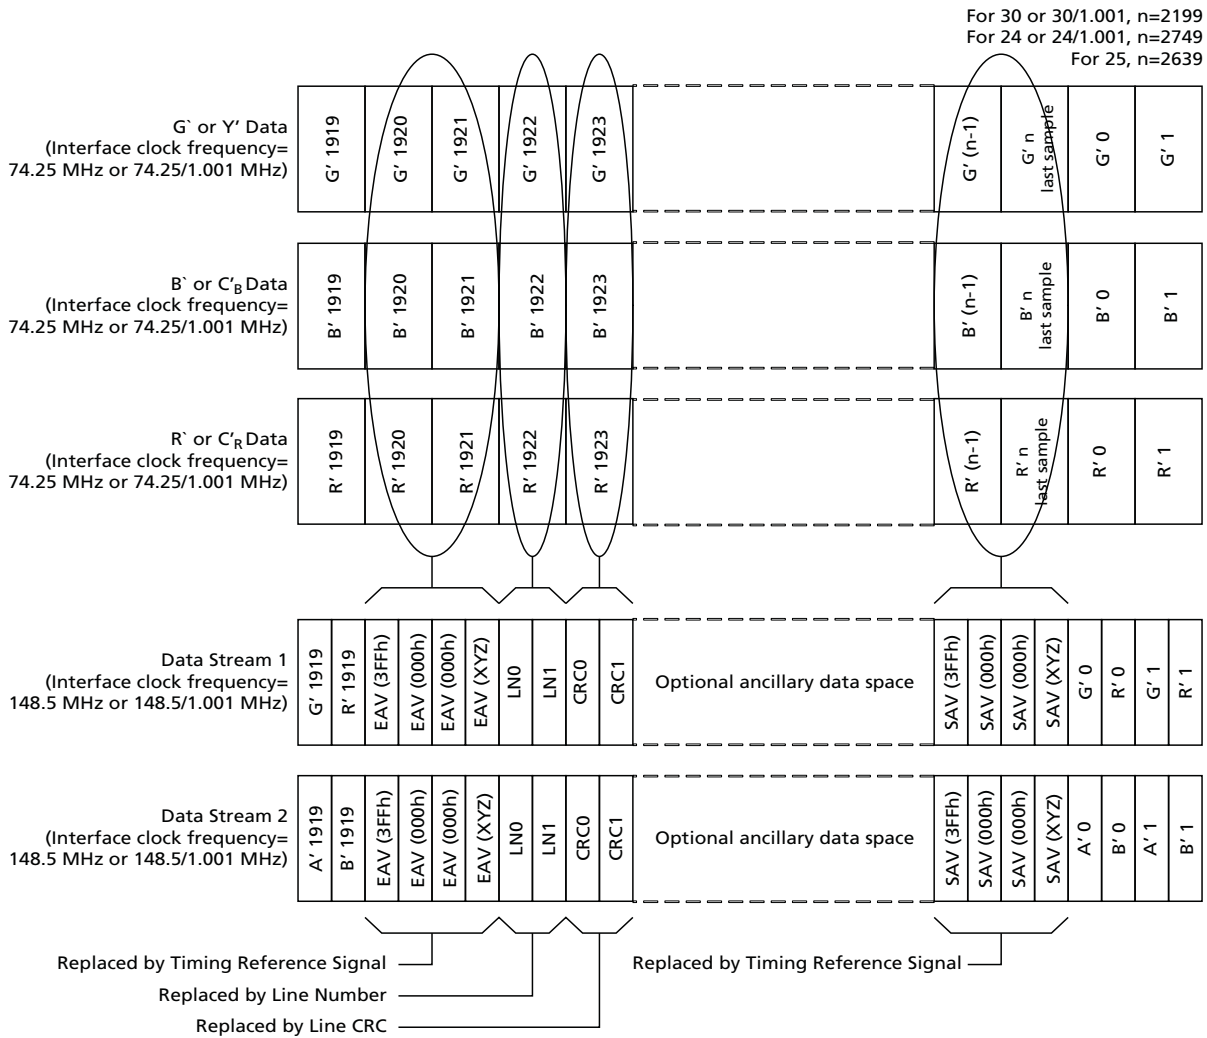 For 30 or 30/1.001, n=2199
For 24 or 24/1.001, n=2749
For 25, n=2639
G` or Y' Data
(Interface clock frequency=
74.25 MHz or 74.25/1.001 MHz)
G' 1919
G' 1920
G' 1921
G' 1922
G' 1923
G' (n-1)
G' n
last sample
G' 0
G' 1
B` or C'B Data
(Interface clock frequency=
74.25 MHz or 74.25/1.001 MHz)
B' 1919
B' 1920
B' 1921
B' 1922
B' 1923
B' (n-1)
B' n
last sample
B' 0
B' 1
R` or C'R Data
(Interface clock frequency=
74.25 MHz or 74.25/1.001 MHz)
R' 1919
R' 1920
R' 1921
R' 1922
R' 1923
R' (n-1)
R' n
last sample
R' 0
R' 1
Data Stream 1
(Interface clock frequency=
148.5 MHz or 148.5/1.001 MHz)
G' 1919
R' 1919
EAV (3FFh)
EAV (000h)
EAV (000h)
EAV (XYZ)
LN0
LN1
CRC0
CRC1
Optional ancillary data space
SAV (3FFh)
SAV (000h)
SAV (000h)
SAV (XYZ)
G' 0
R' 0
G' 1
R' 1
Data Stream 2
(Interface clock frequency=
148.5 MHz or 148.5/1.001 MHz)
A' 1919
B' 1919
EAV (3FFh)
EAV (000h)
EAV (000h)
EAV (XYZ)
LN0
LN1
CRC0
CRC1
Optional ancillary data space
SAV (3FFh)
SAV (000h)
SAV (000h)
SAV (XYZ)
A' 0
B' 0
A' 1
B' 1
Replaced by Timing Reference Signal
Replaced by Timing Reference Signal
Replaced by Line Number
Replaced by Line CRC